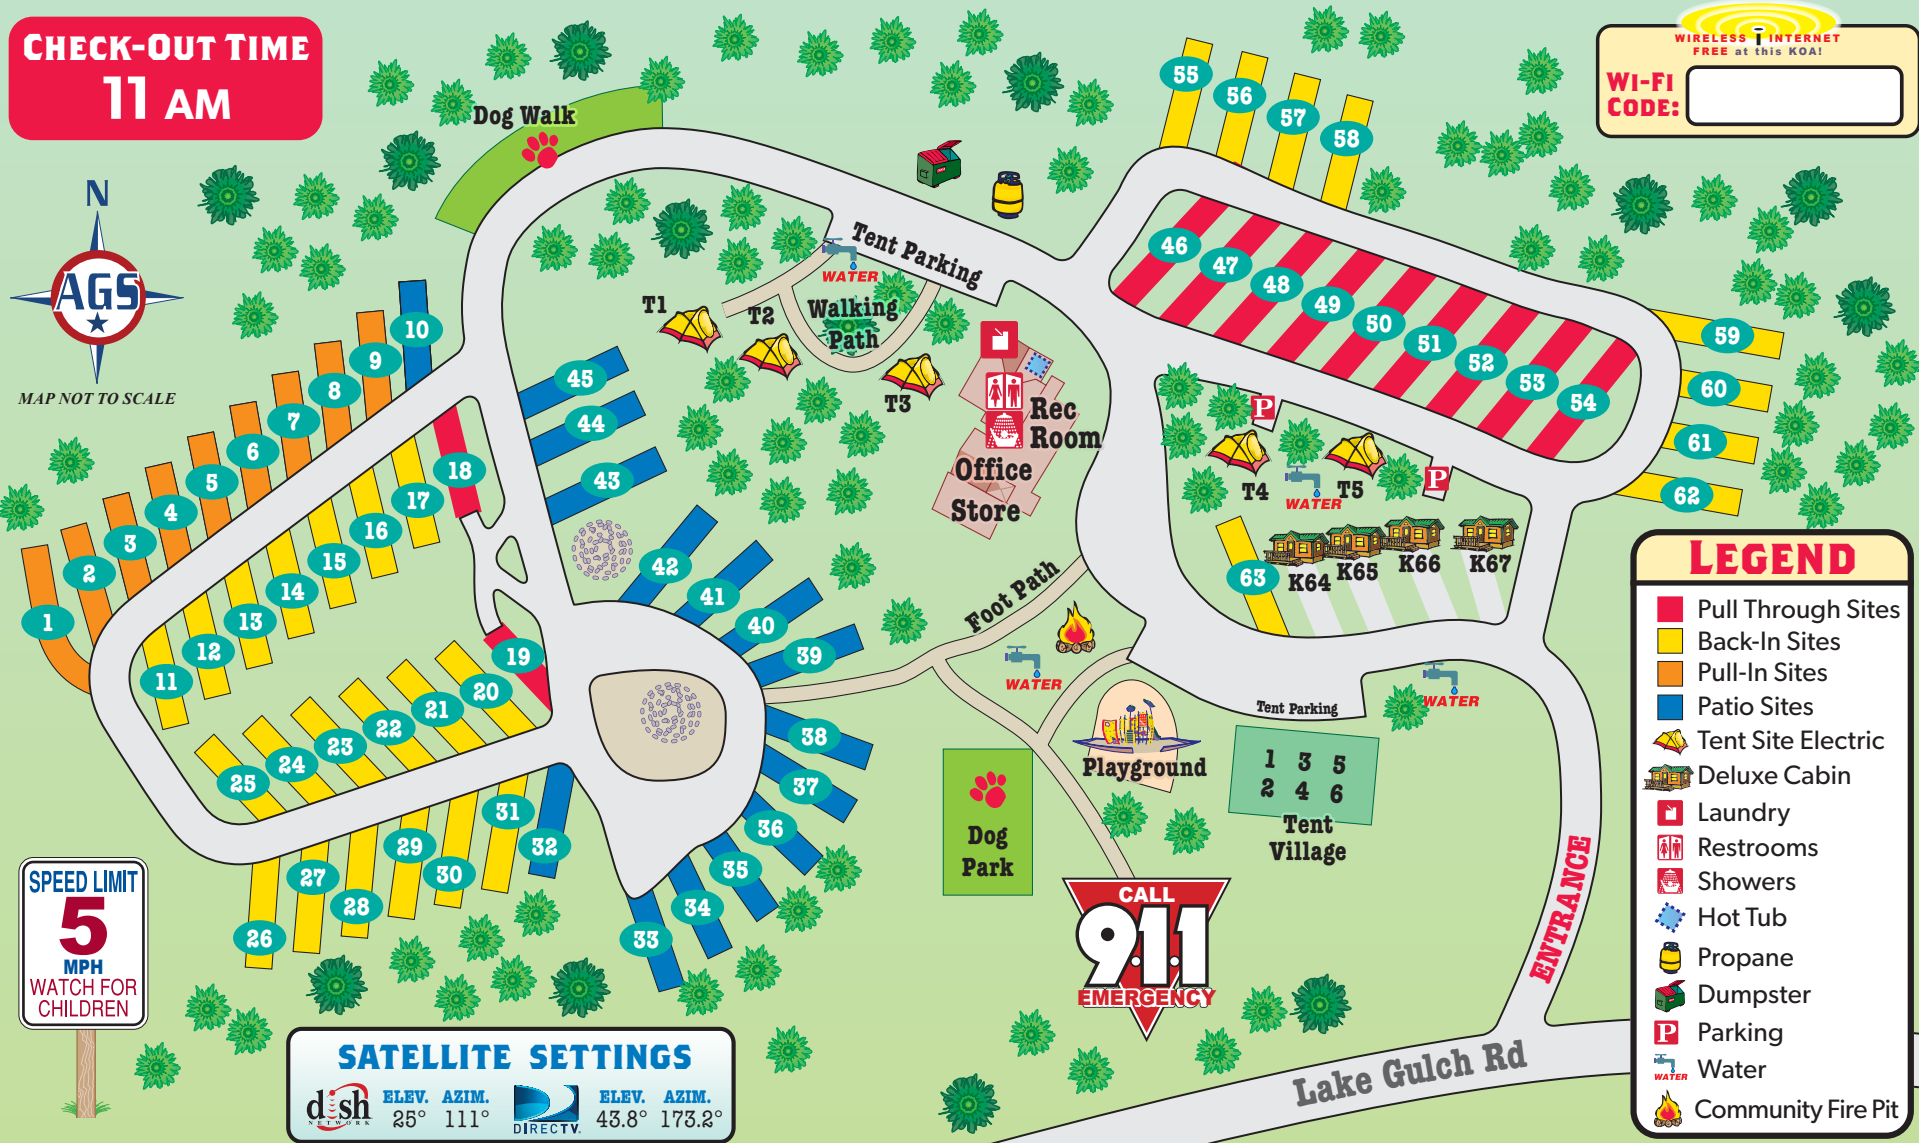 CHECK-OUT TIME
11 AM
WIRELESS INTERNET
FREE at this KOA!
WI-FI
CODE:
N
AGS
MAP NOT TO SCALE
Dog Walk
Tent Parking
WATER
Walking
Path
T1
T2
T3
Rec
Room
Office
Store
55
56
57
58
46
47
48
49
50
51
52
53
54
59
60
61
62
P
P
T4
WATER
T5
63
K64
K65
K66
K67
10
9
8
7
6
5
4
3
2
1
45
44
43
18
17
16
15
14
13
12
11
42
41
40
39
19
20
21
22
23
24
25
38
37
36
35
34
33
32
31
30
29
28
27
26
Foot Path
WATER
WATER
Playground
Tent Parking
1 3 5
2 4 6
Tent
Village
Dog
Park
CALL
911
EMERGENCY
ENTRANCE
Lake Gulch Rd
SPEED LIMIT
5
MPH
WATCH FOR
CHILDREN
SATELLITE SETTINGS
dish
NETWORK
ELEV. AZIM.
25° 111°
DIRECTV.
ELEV. AZIM.
43.8° 173.2°
LEGEND
Pull Through Sites
Back-In Sites
Pull-In Sites
Patio Sites
Tent Site Electric
Deluxe Cabin
Laundry
Restrooms
Showers
Hot Tub
Propane
Dumpster
P Parking
WATER Water
Community Fire Pit